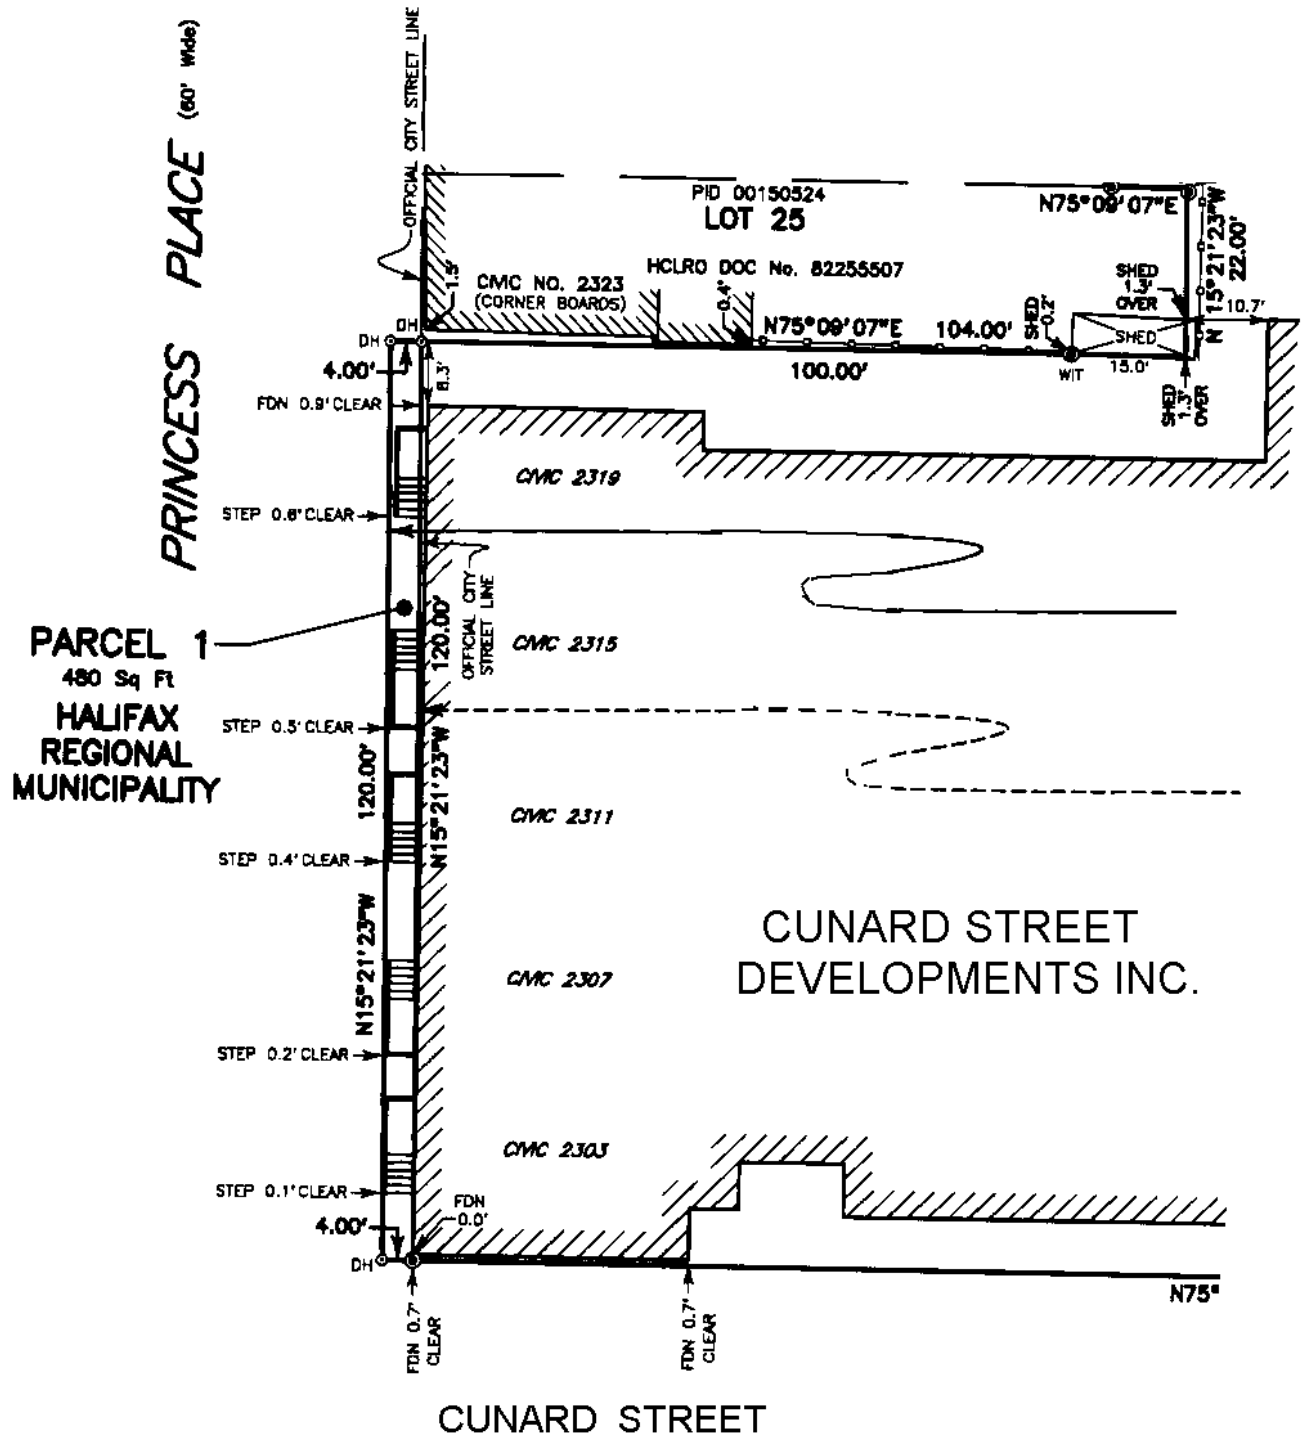 PRINCESS PLACE (60' Wide)
OFFICIAL CITY STREET LINE
PID 00150524
LOT 25
N75°09'07"E
N 15°21'23"W
22.00'
HCLRO DOC No. 82255507
CIVIC NO. 2323
(CORNER BOARDS)
1.5'
0.4'
N75°09'07"E 104.00'
SHED
0.2'
SHED
1.3'
OVER
10.7'
SHED
DH
DH
4.00'
8.3'
100.00'
WIT
15.0'
SHED
1.3'
OVER
FDN 0.9' CLEAR
CIVIC 2319
STEP 0.8' CLEAR
OFFICIAL CITY
STREET LINE
120.00'
PARCEL 1
480 Sq Ft
HALIFAX
REGIONAL
MUNICIPALITY
CIVIC 2315
STEP 0.5' CLEAR
120.00'
N15°21'23"W
CIVIC 2311
STEP 0.4' CLEAR
N15°21'23"W
CUNARD STREET
DEVELOPMENTS INC.
CIVIC 2307
STEP 0.2' CLEAR
CIVIC 2303
STEP 0.1' CLEAR
FDN
0.0'
4.00'
DH
N75°
FDN 0.7'
CLEAR
FDN 0.7'
CLEAR
CUNARD STREET